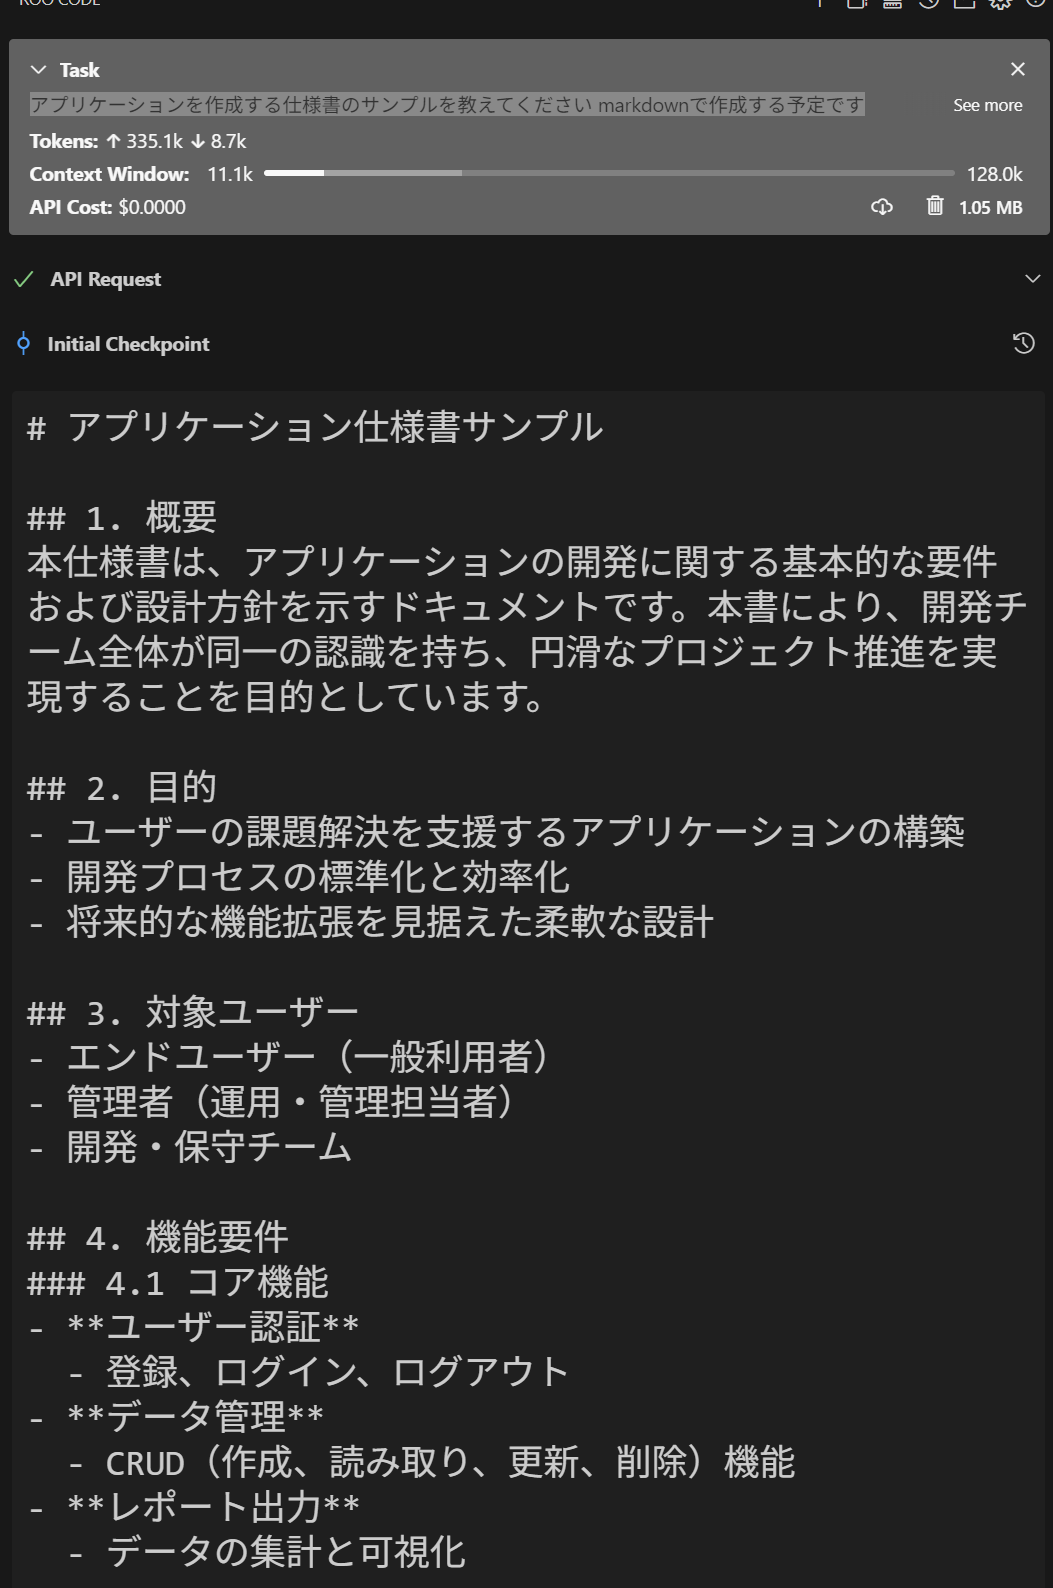 ROO CODE
Task
アプリケーションを作成する仕様書のサンプルを教えてください markdownで作成する予定です
See more
Tokens: ↑ 335.1k ↓ 8.7k
Context Window: 11.1k 128.0k
API Cost: $0.0000 1.05 MB
API Request
Initial Checkpoint
# アプリケーション仕様書サンプル
## 1. 概要
本仕様書は、アプリケーションの開発に関する基本的な要件
および設計方針を示すドキュメントです。本書により、開発チ
ーム全体が同一の認識を持ち、円滑なプロジェクト推進を実
現することを目的としています。
## 2. 目的
- ユーザーの課題解決を支援するアプリケーションの構築
- 開発プロセスの標準化と効率化
- 将来的な機能拡張を見据えた柔軟な設計
## 3. 対象ユーザー
- エンドユーザー（一般利用者）
- 管理者（運用・管理担当者）
- 開発・保守チーム
## 4. 機能要件
### 4.1 コア機能
- **ユーザー認証**
  - 登録、ログイン、ログアウト
- **データ管理**
  - CRUD（作成、読み取り、更新、削除）機能
- **レポート出力**
  - データの集計と可視化